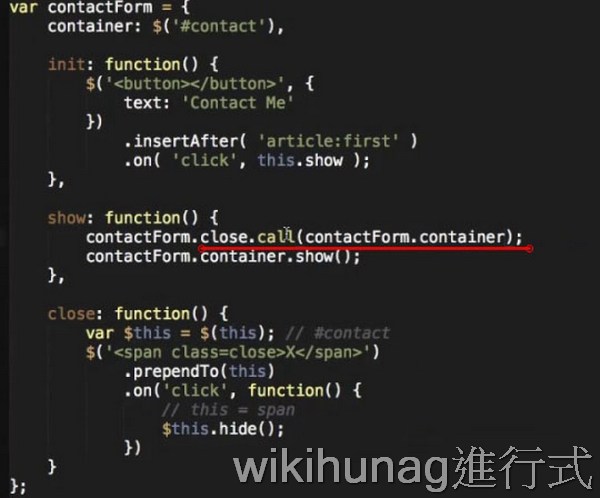 var contactForm = {
container: $('#contact'),
init: function() {
$('<button></button>', {
text: 'Contact Me'
})
.insertAfter( 'article:first' )
.on( 'click', this.show );
},
show: function() {
contactForm.close.call(contactForm.container);
contactForm.container.show();
},
close: function() {
var $this = $(this); // #contact
$('<span class=close>X</span>')
.prependTo(this)
.on('click', function() {
// this = span
$this.hide();
})
}
};
wikihunag進行式